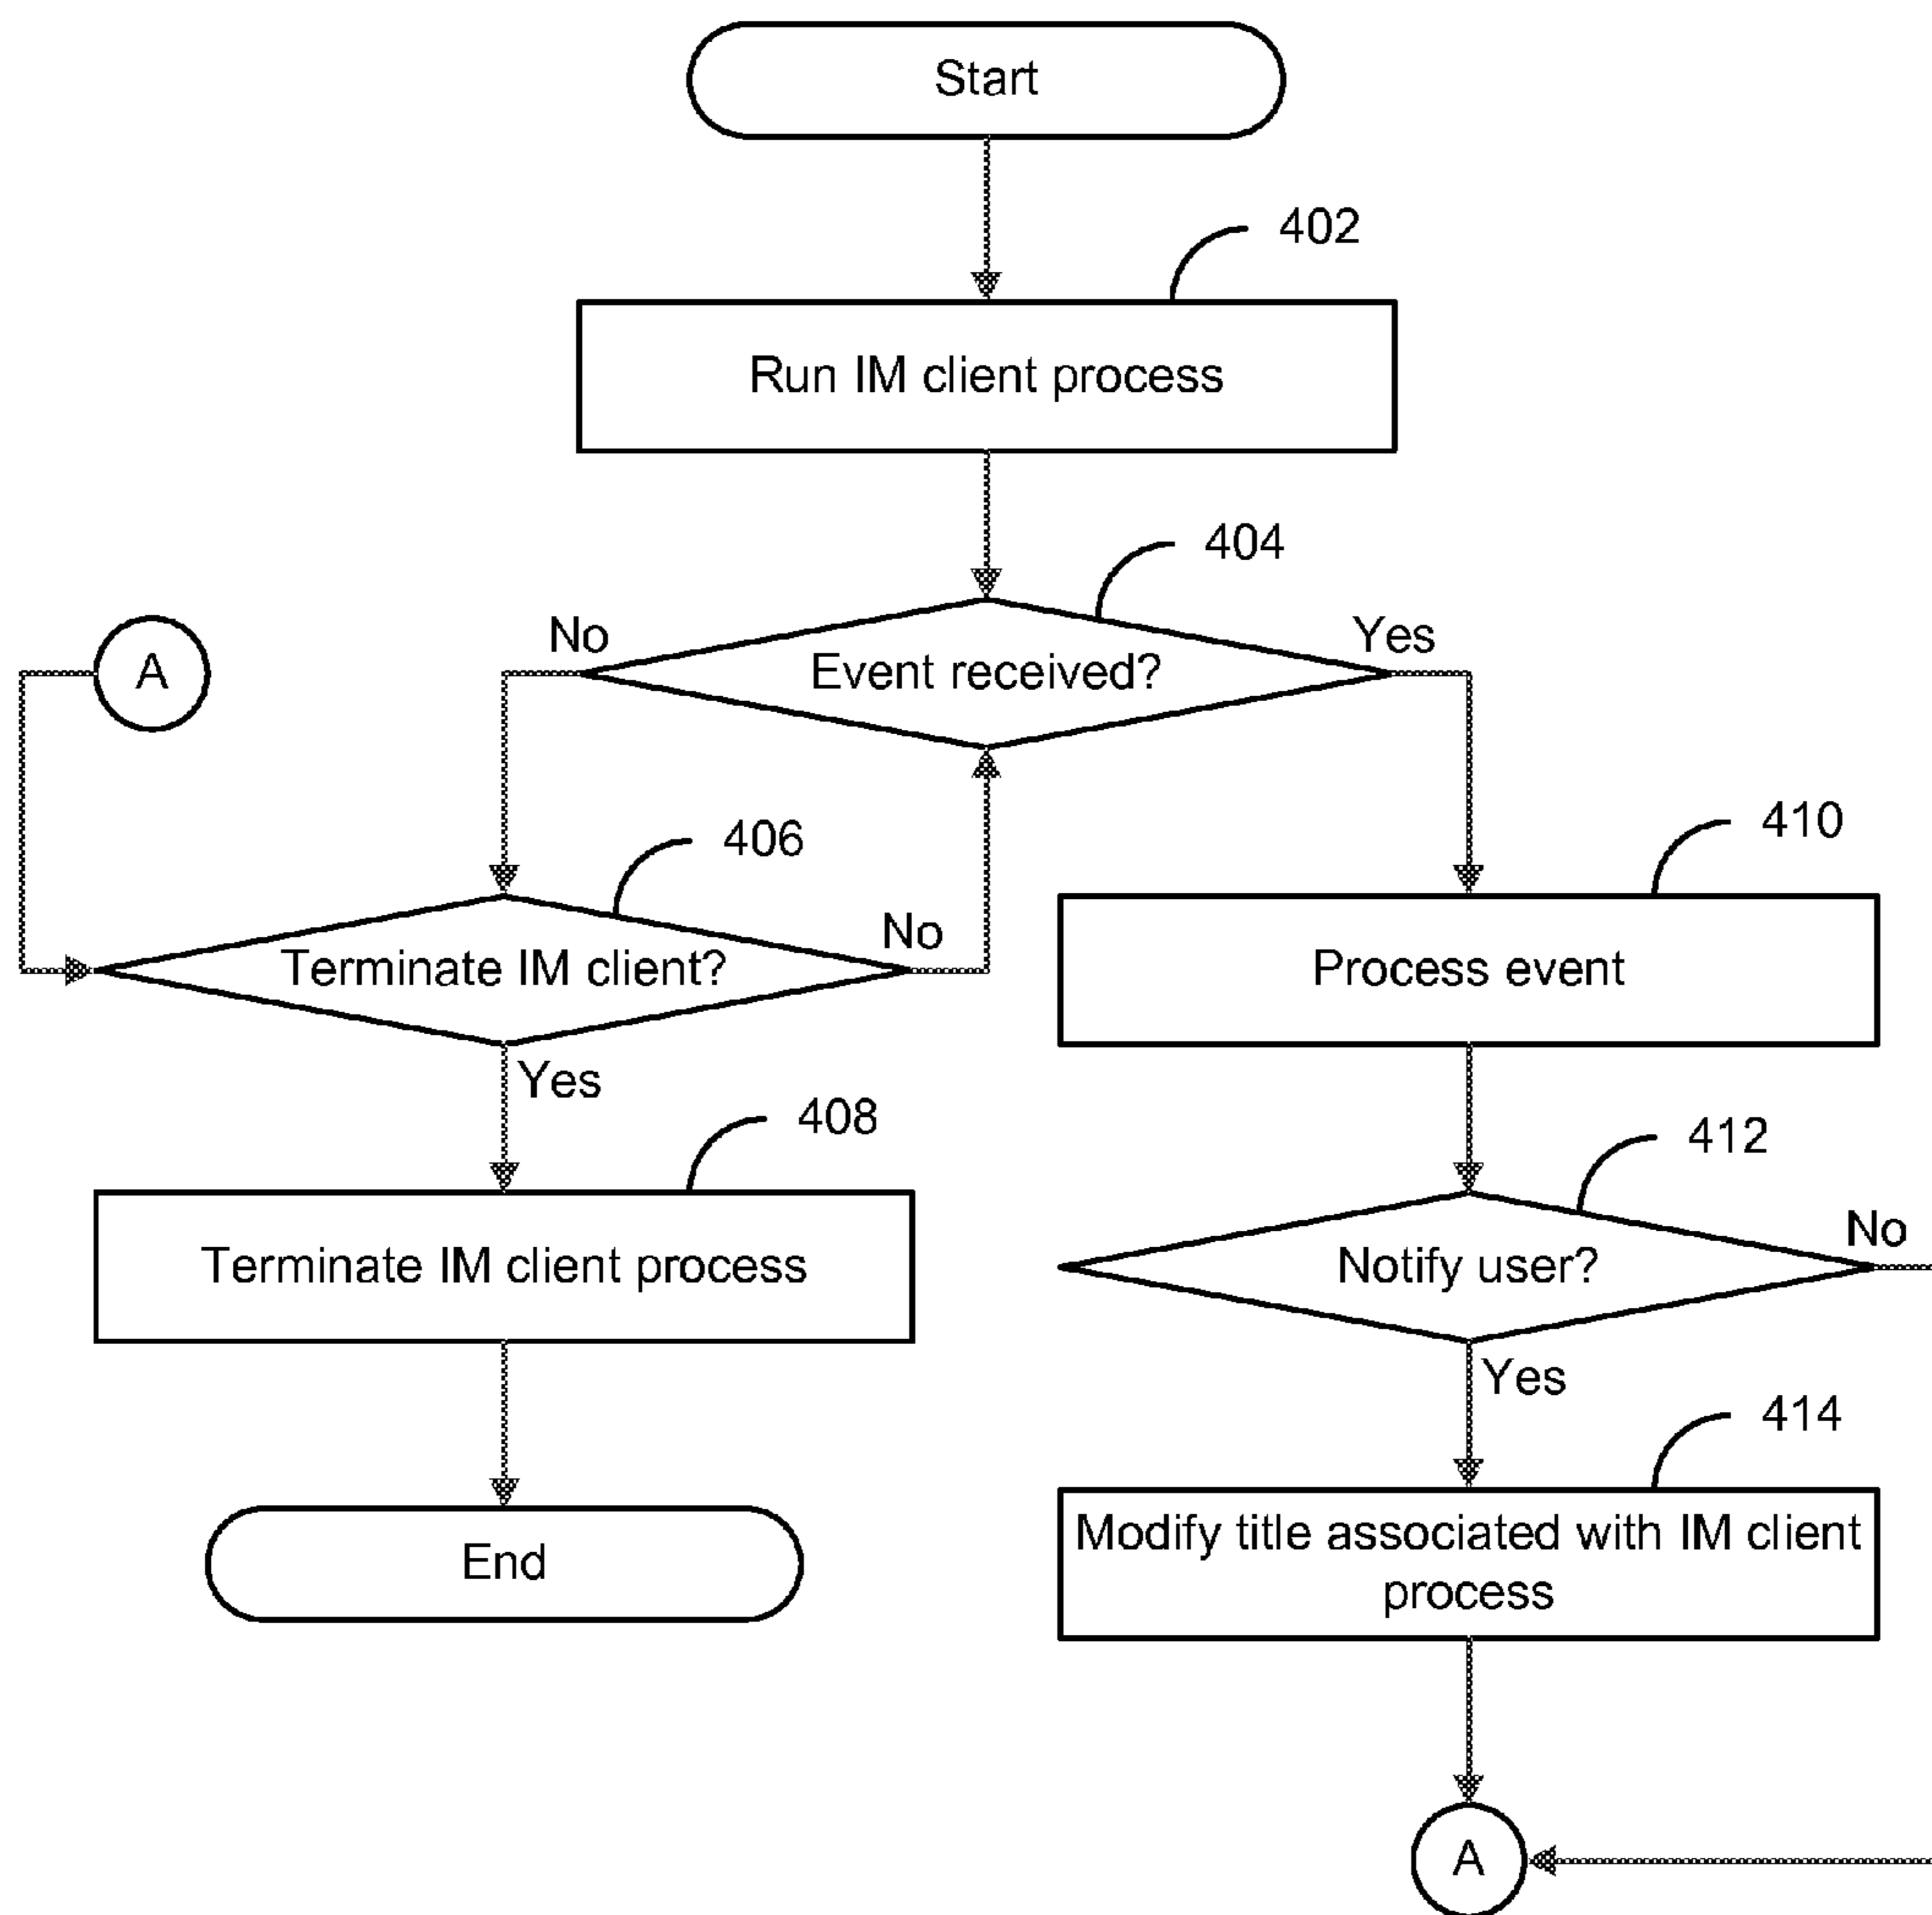 Start
402
Run IM client process
404
No
Yes
Event received?
A
406
410
No
Terminate IM client?
Process event
Yes
408
412
No
Terminate IM client process
Notify user?
Yes
414
Modify title associated with IM client
process
End
A